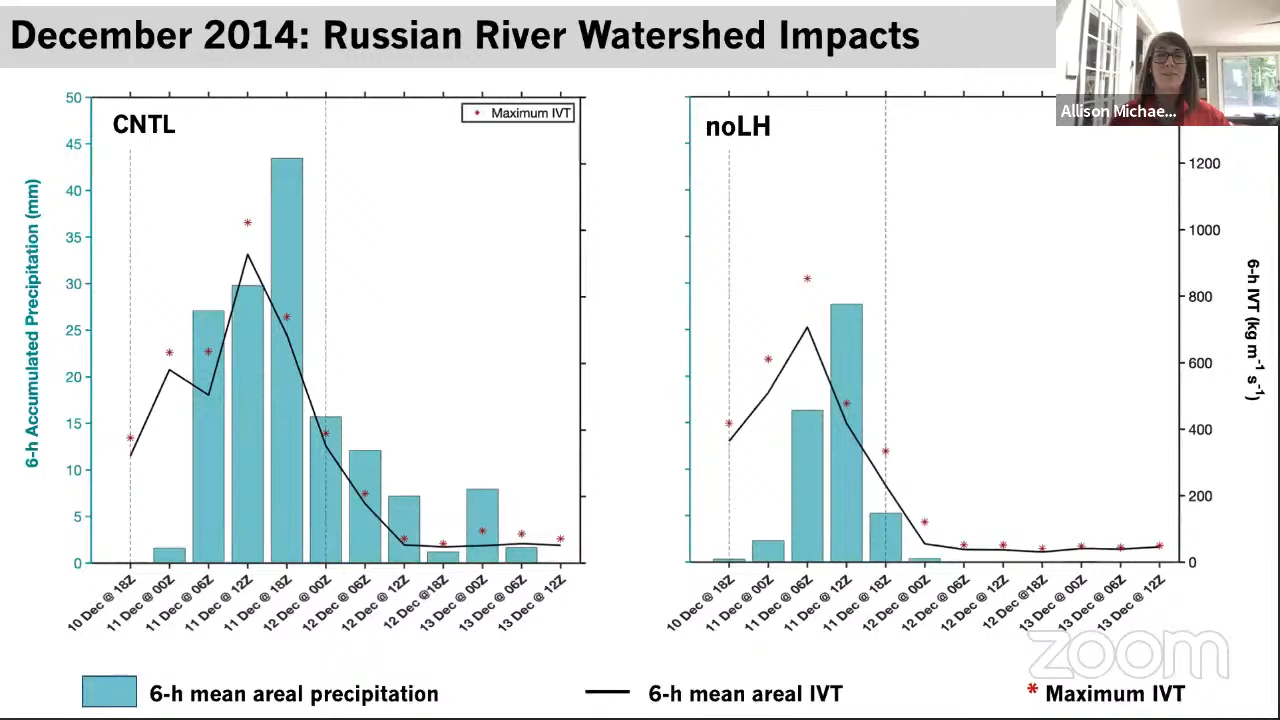 December 2014: Russian River Watershed Impacts
Allison Michae...
CNTL
* Maximum IVT
50
45
40
35
30
25
20
15
10
5
0
6-h Accumulated Precipitation (mm)
10 Dec @ 18Z
11 Dec @ 00Z
11 Dec @ 06Z
11 Dec @ 12Z
11 Dec @ 18Z
12 Dec @ 00Z
12 Dec @ 06Z
12 Dec @ 12Z
12 Dec @18Z
13 Dec @ 00Z
13 Dec @ 06Z
13 Dec @ 12Z
noLH
1200
1000
800
600
400
200
0
6-h IVT (kg m-1 s-1)
10 Dec @ 18Z
11 Dec @ 00Z
11 Dec @ 06Z
11 Dec @ 12Z
11 Dec @ 18Z
12 Dec @ 00Z
12 Dec @ 06Z
12 Dec @ 12Z
12 Dec @ 18Z
13 Dec @ 00Z
13 Dec @ 06Z
13 Dec @ 12Z
zoom
6-h mean areal precipitation
6-h mean areal IVT
* Maximum IVT